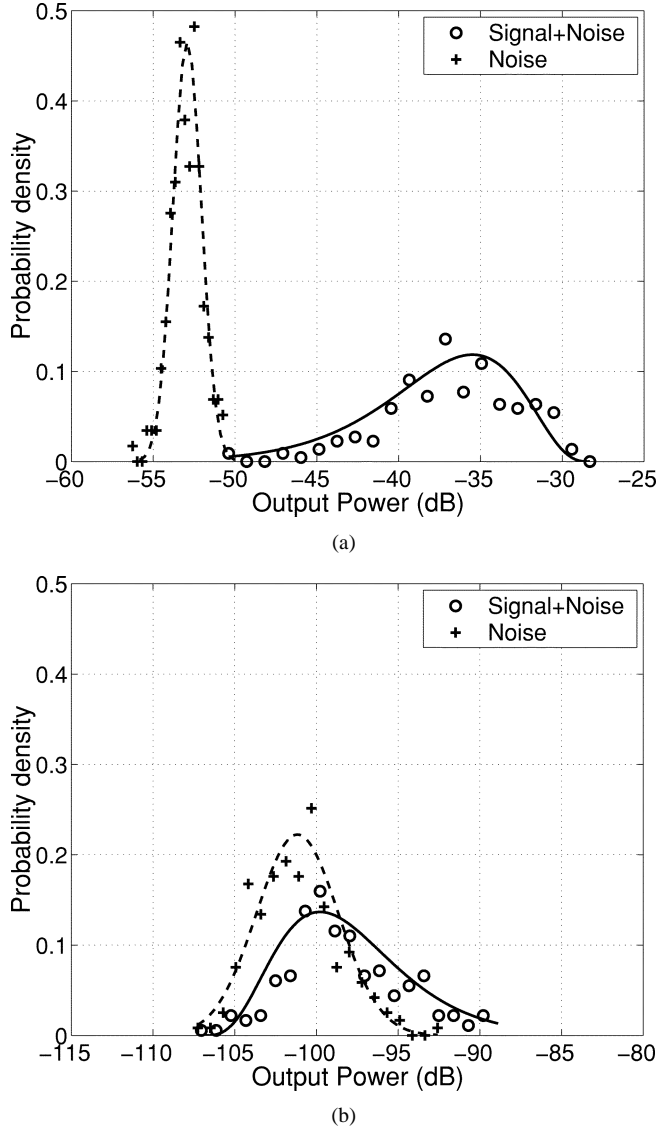 0.5
0.4
0.3
0.2
0.1
0
Probability density
Signal+Noise
Noise
−60 −55 −50 −45 −40 −35 −30 −25
Output Power (dB)
(a)
0.5
0.4
0.3
0.2
0.1
0
Probability density
Signal+Noise
Noise
−115 −110 −105 −100 −95 −90 −85 −80
Output Power (dB)
(b)